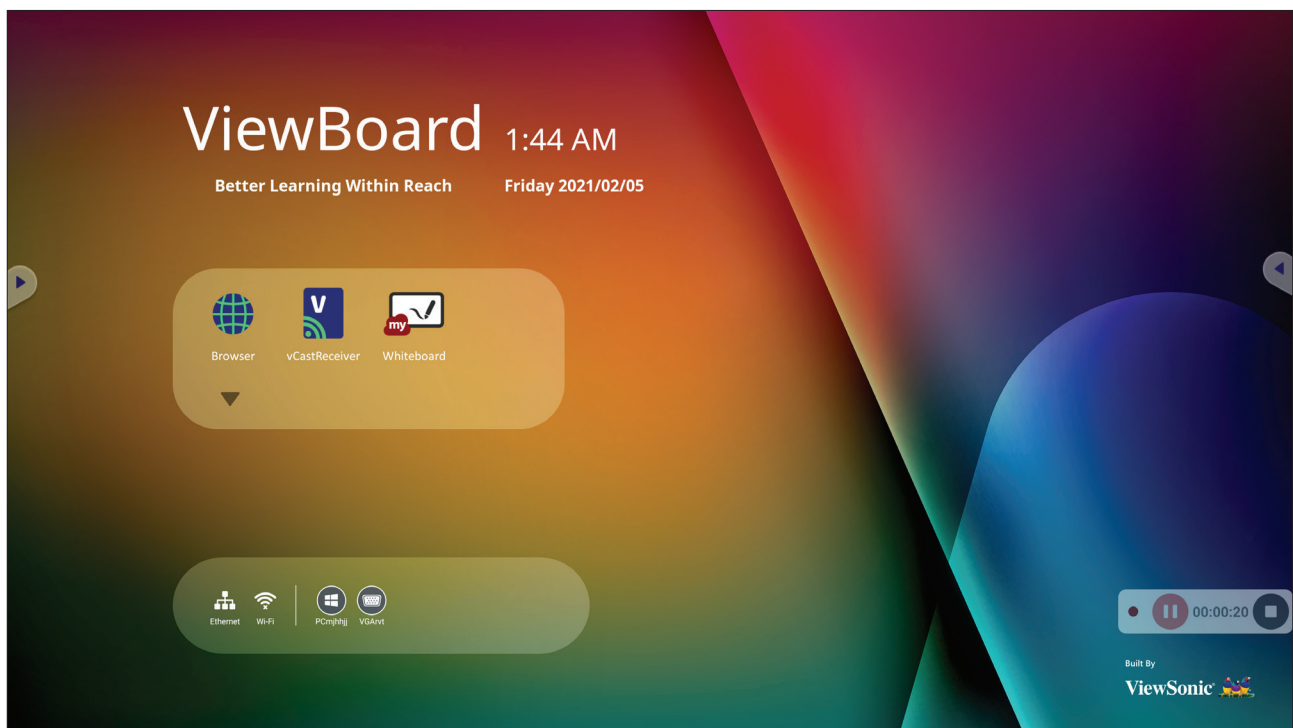 ViewBoard 1:44 AM
Better Learning Within Reach Friday 2021/02/05
V
my
Browser vCastReceiver Whiteboard
Ethernet Wi-Fi PCmjhhjj VGArvt
00:00:20
Built By
ViewSonic®